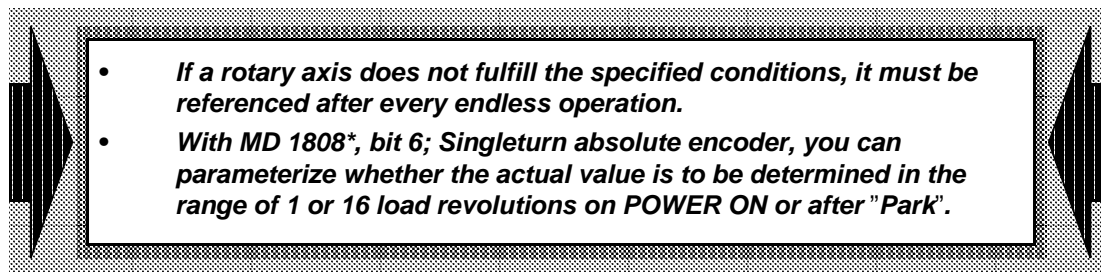 • If a rotary axis does not fulfill the specified conditions, it must be
referenced after every endless operation.
• With MD 1808*, bit 6; Singleturn absolute encoder, you can
parameterize whether the actual value is to be determined in the
range of 1 or 16 load revolutions on POWER ON or after ”Park”.